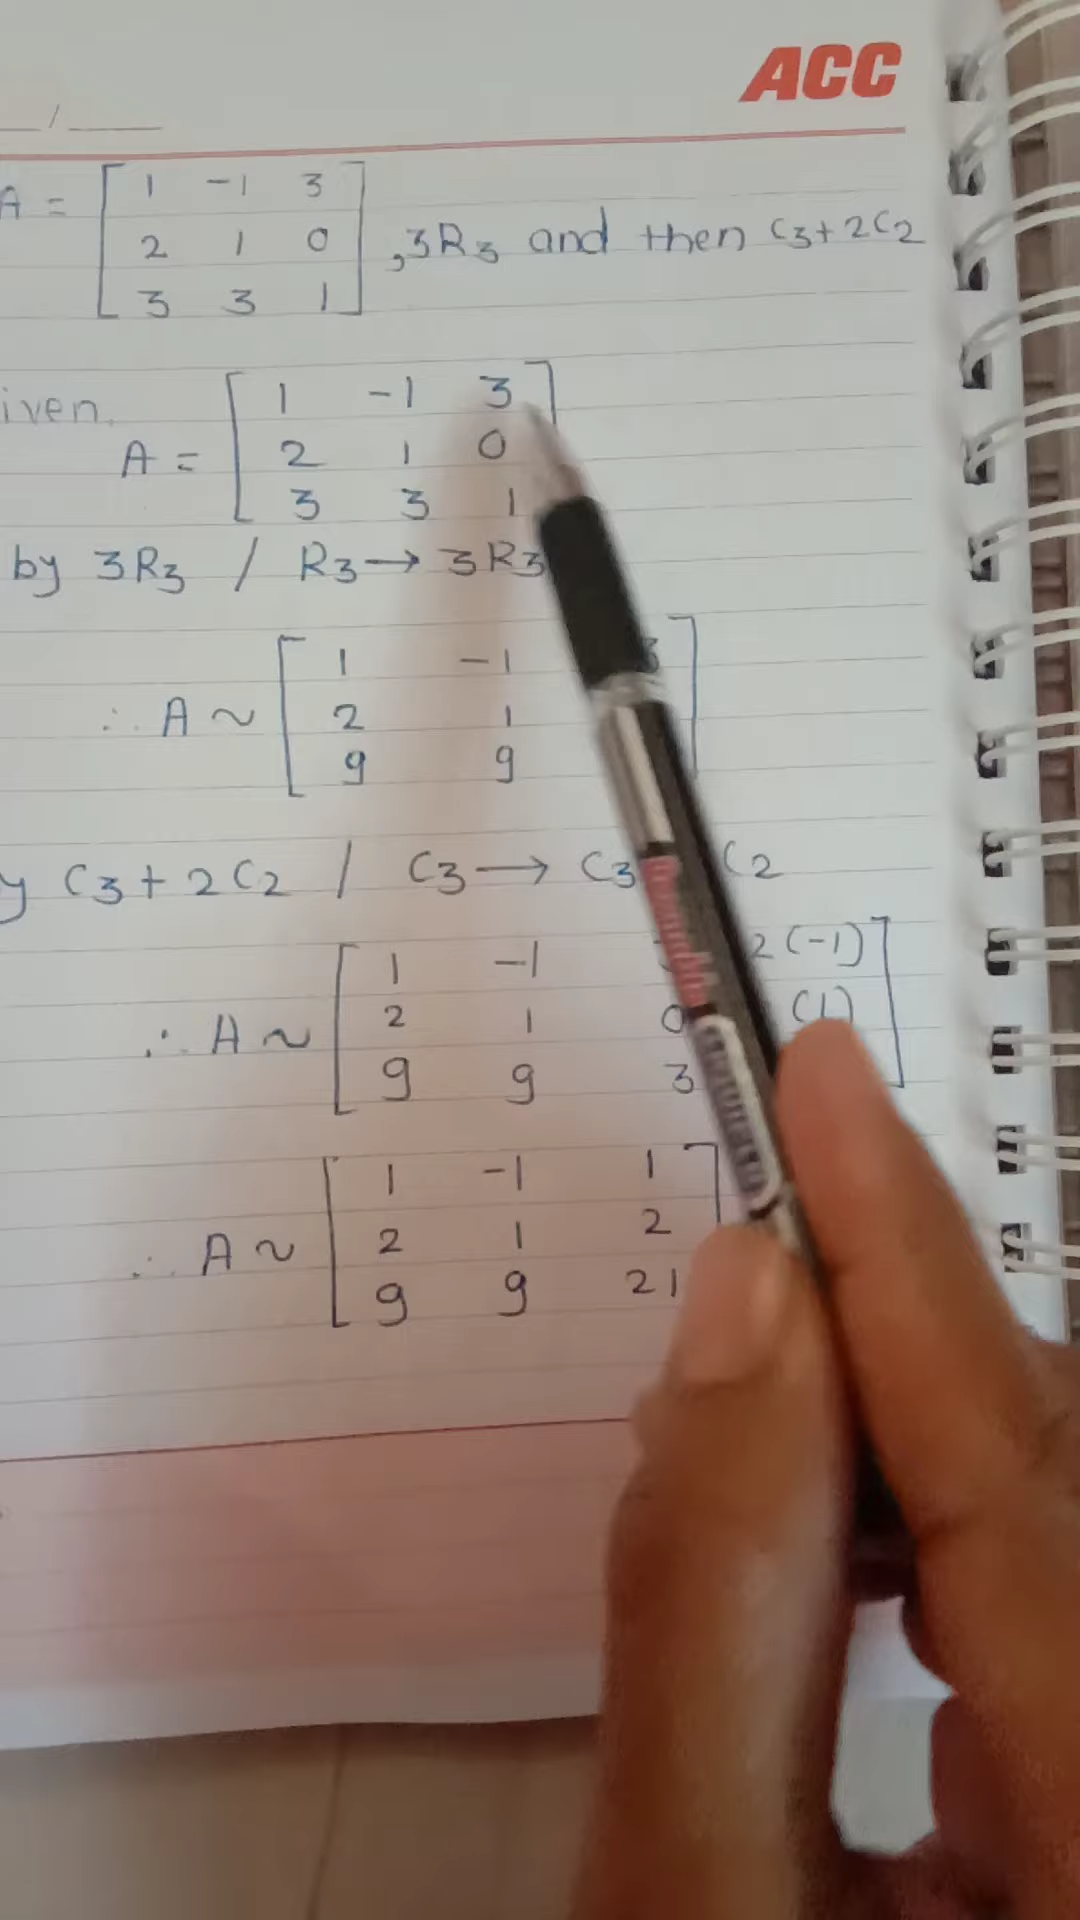 ACC
/
A = [ 1 -1 3
2 1 0 , 3R3 and then C3+2C2
3 3 1 ]
iven.
A = [ 1 -1 3
2 1 0
3 3 1 ]
by 3R3 / R3 → 3R3
∴ A ~ [ 1 -1 3
2 1
9 9 ]
y C3+2C2 / C3 → C3 C2
∴ A ~ [ 1 -1 2(-1)
2 1 0 (1)
9 9 3 ]
∴ A ~ [ 1 -1 1
2 1 2
9 9 21 ]